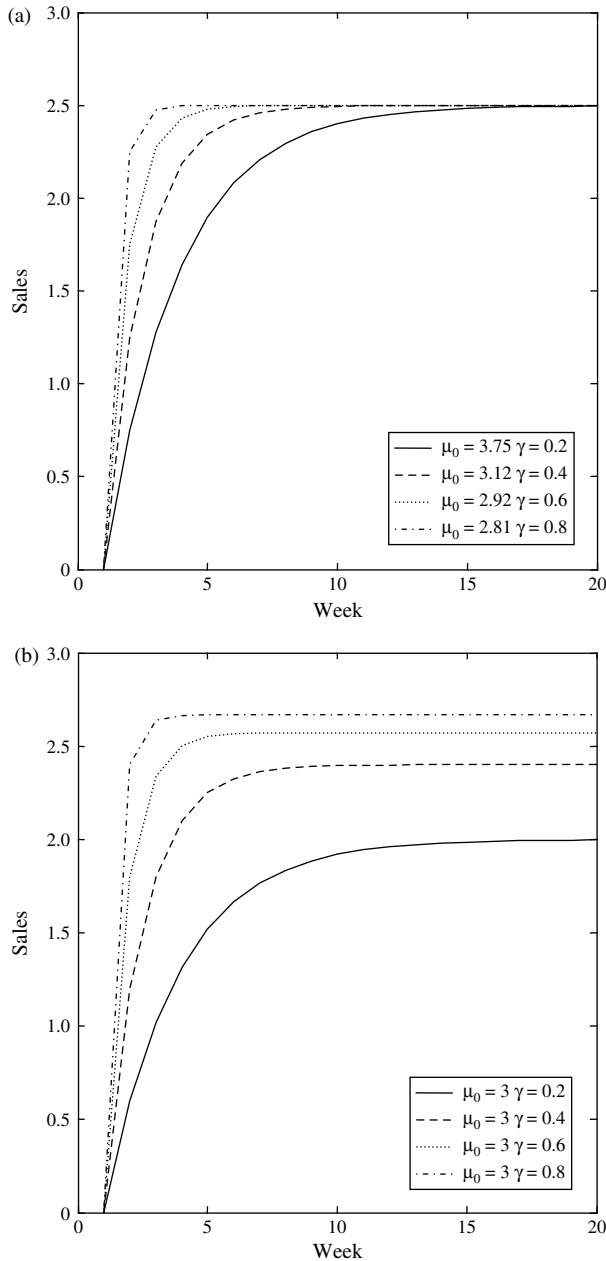 (a)
3.0
2.5
2.0
1.5
1.0
0.5
0
Sales
μ₀ = 3.75 γ = 0.2
μ₀ = 3.12 γ = 0.4
μ₀ = 2.92 γ = 0.6
μ₀ = 2.81 γ = 0.8
0 5 10 15 20
Week
(b)
3.0
2.5
2.0
1.5
1.0
0.5
0
Sales
μ₀ = 3 γ = 0.2
μ₀ = 3 γ = 0.4
μ₀ = 3 γ = 0.6
μ₀ = 3 γ = 0.8
0 5 10 15 20
Week